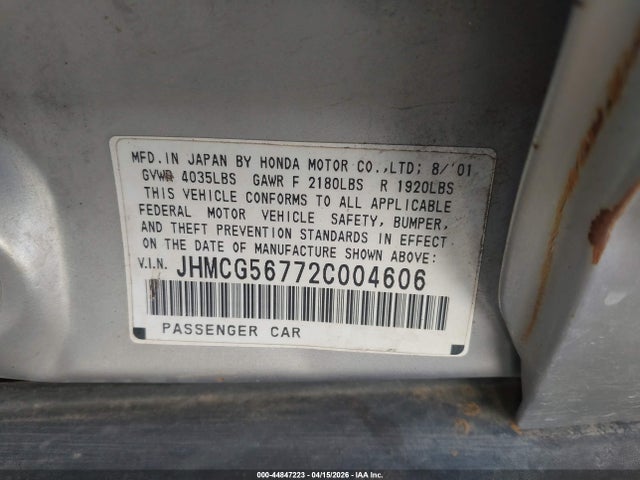 MFD.IN JAPAN BY HONDA MOTOR CO.,LTD; 8/'01
GVWR 4035LBS GAWR F 2180LBS R 1920LBS
THIS VEHICLE CONFORMS TO ALL APPLICABLE
FEDERAL MOTOR VEHICLE SAFETY, BUMPER,
AND THEFT PREVENTION STANDARDS IN EFFECT
ON THE DATE OF MANUFACTURE SHOWN ABOVE:
V.I.N. JHMCG56772C004606
PASSENGER CAR
000-44847223 - 04/15/2026 - IAA Inc.